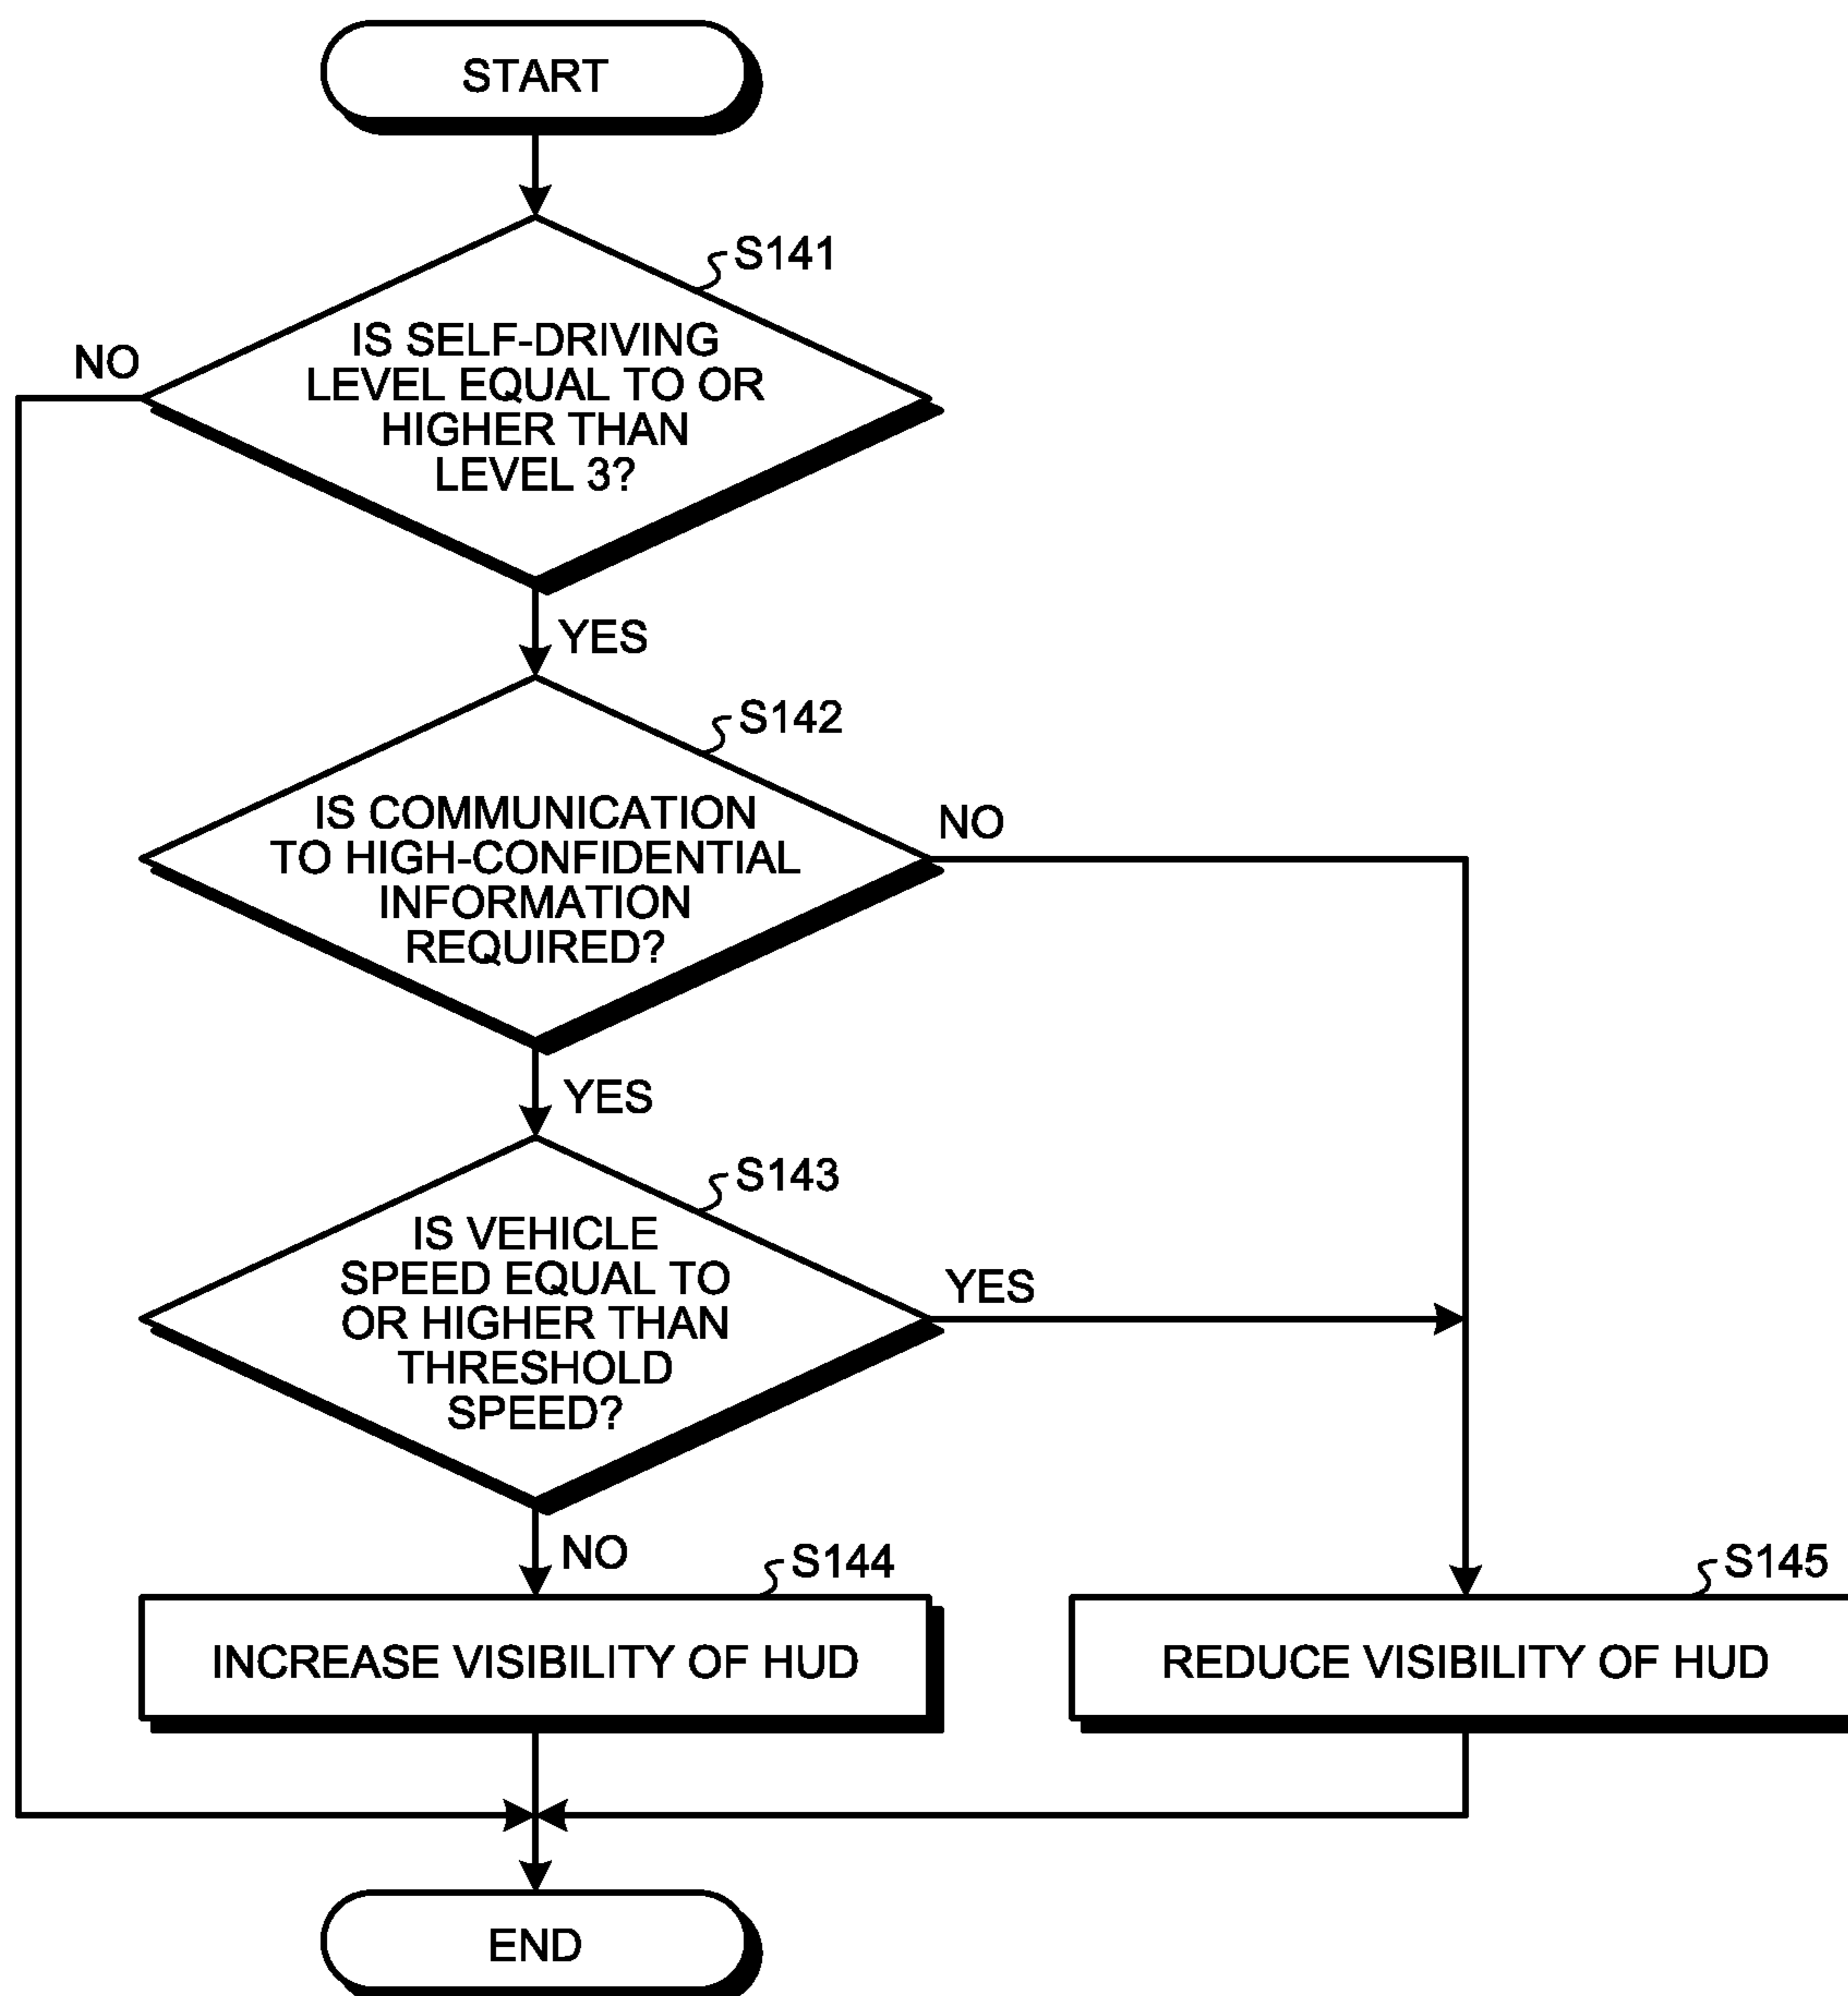 START
S141
IS SELF-DRIVING
LEVEL EQUAL TO OR
HIGHER THAN
LEVEL 3?
NO
YES
S142
IS COMMUNICATION
TO HIGH-CONFIDENTIAL
INFORMATION
REQUIRED?
NO
YES
S143
IS VEHICLE
SPEED EQUAL TO
OR HIGHER THAN
THRESHOLD
SPEED?
YES
NO
S144
INCREASE VISIBILITY OF HUD
S145
REDUCE VISIBILITY OF HUD
END